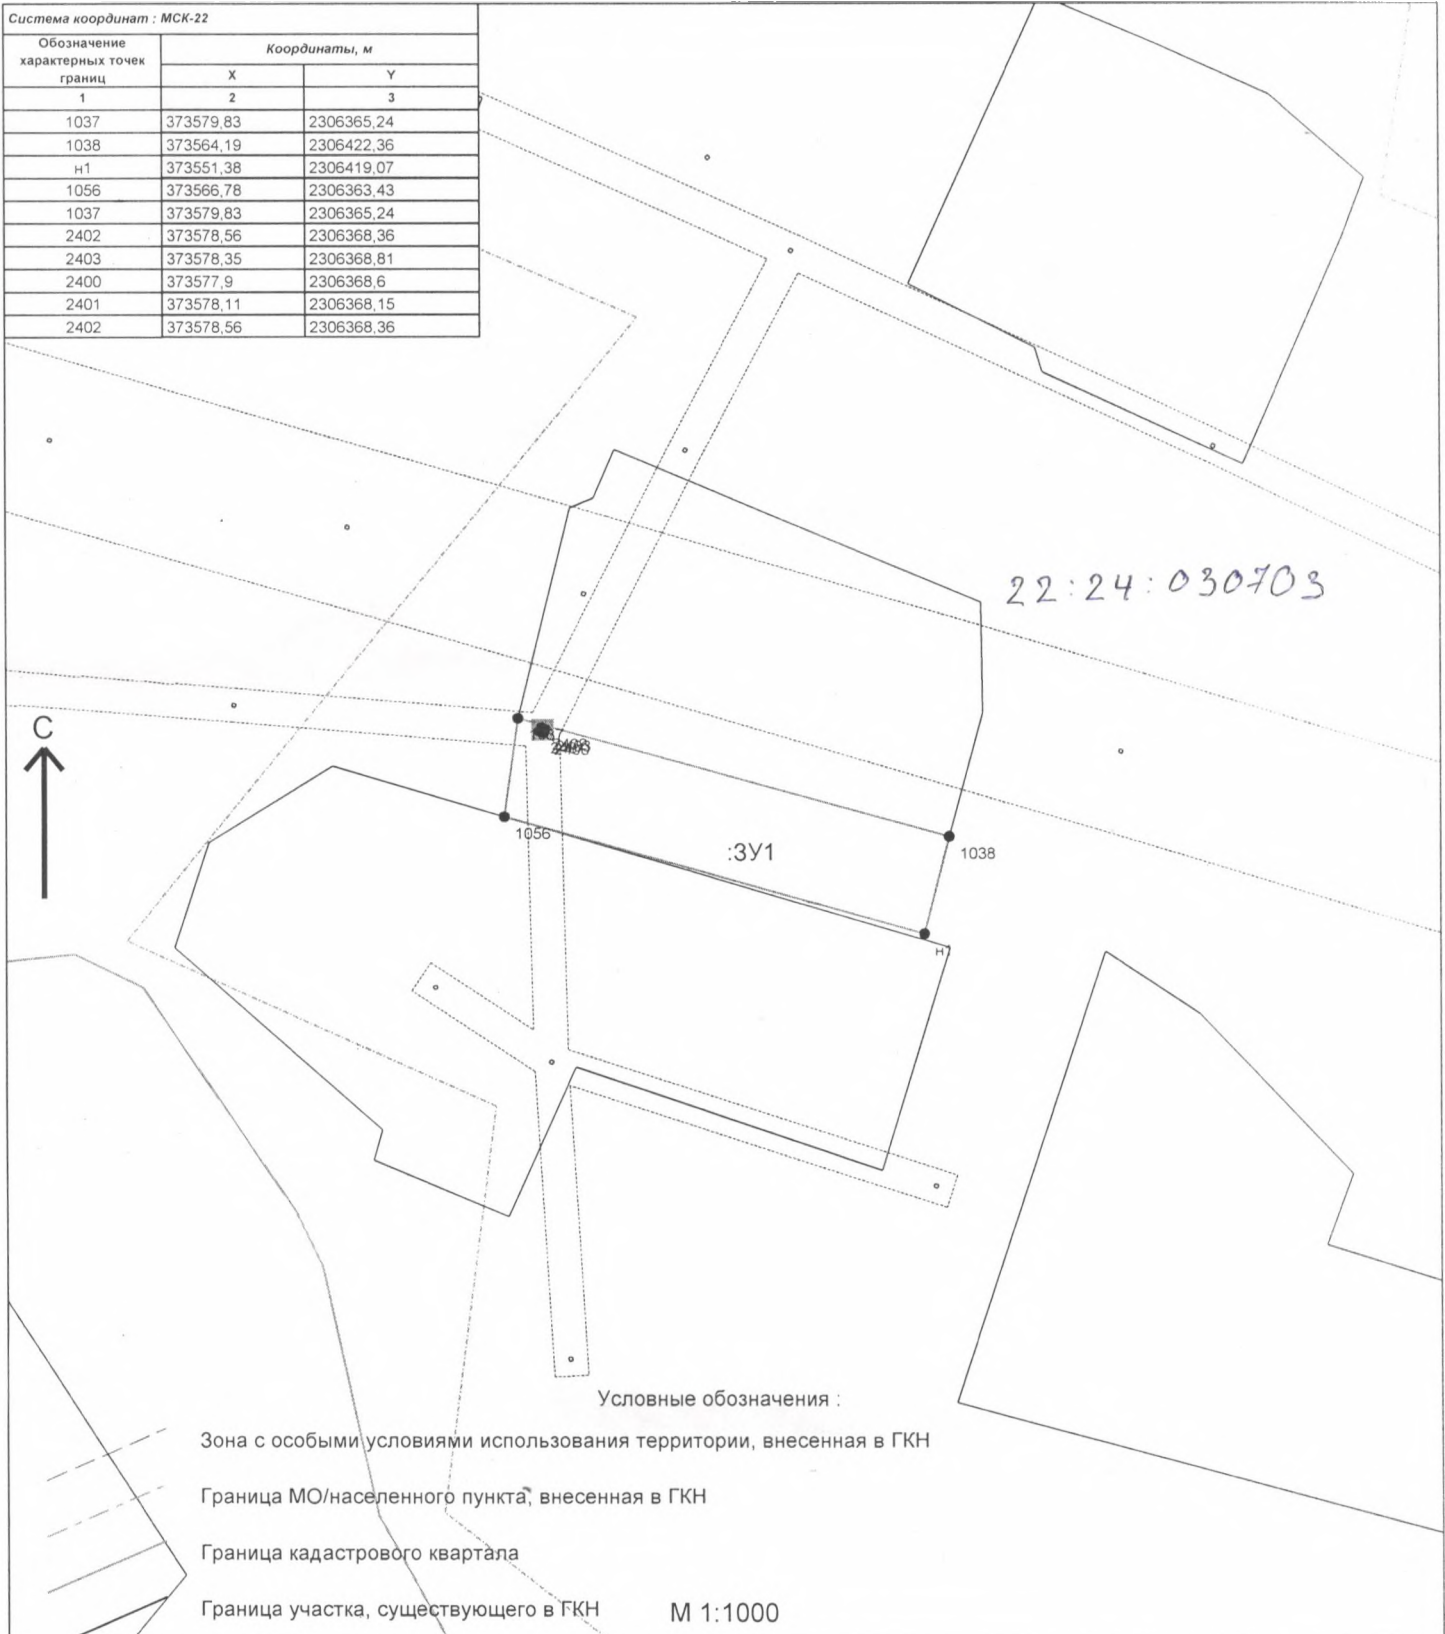 Система координат : МСК-22
Обозначение характерных точек границ Координаты, м
X Y
1 2 3
1037 373579,83 2306365,24
1038 373564,19 2306422,36
н1 373551,38 2306419,07
1056 373566,78 2306363,43
1037 373579,83 2306365,24
2402 373578,56 2306368,36
2403 373578,35 2306368,81
2400 373577,9 2306368,6
2401 373578,11 2306368,15
2402 373578,56 2306368,36
22:24:030703
С
1056
:ЗУ1
1038
н1
Условные обозначения :
Зона с особыми условиями использования территории, внесенная в ГКН
Граница МО/населенного пункта, внесенная в ГКН
Граница кадастрового квартала
Граница участка, существующего в ГКН
М 1:1000